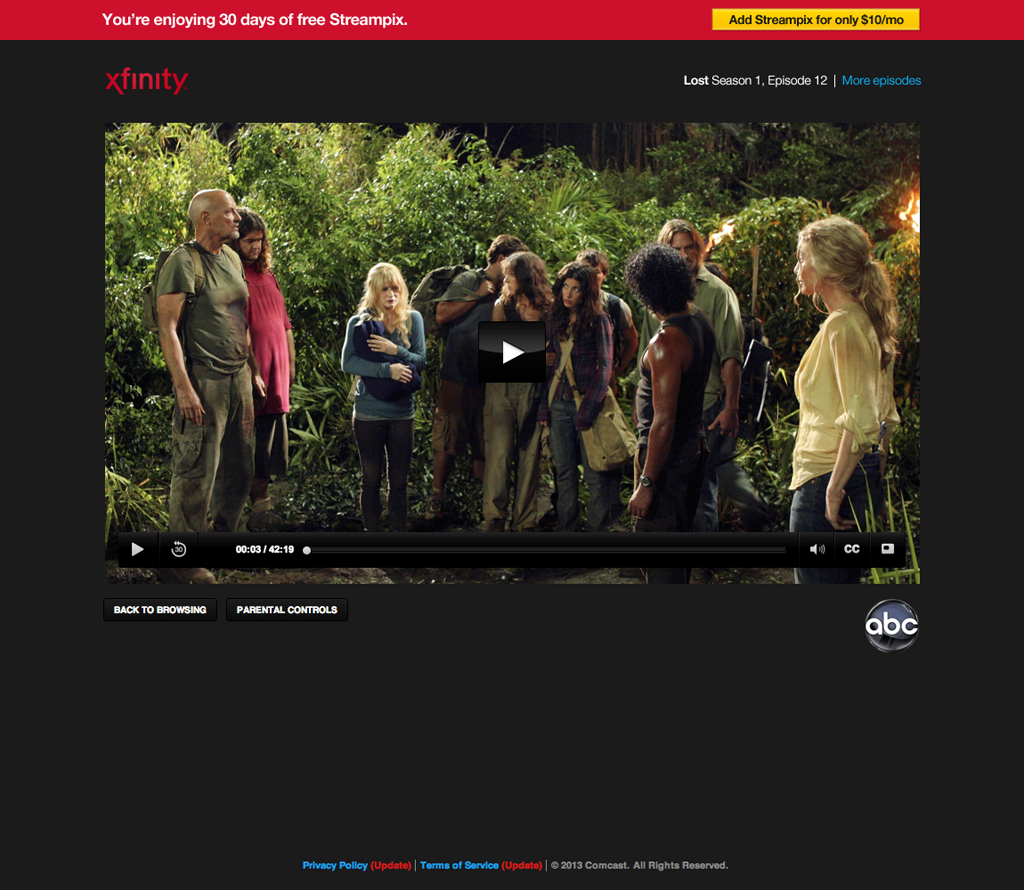 You're enjoying 30 days of free Streampix.
Add Streampix for only $10/mo
xfinity
Lost Season 1, Episode 12 | More episodes
30
00:03 / 42:19
CC
BACK TO BROWSING
PARENTAL CONTROLS
abc
Privacy Policy (Update) | Terms of Service (Update) | © 2013 Comcast. All Rights Reserved.